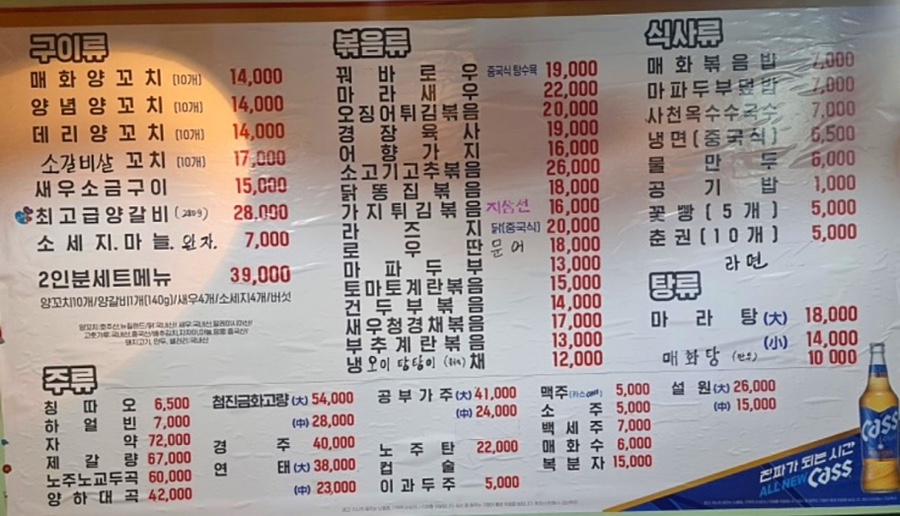 구이류
매화양꼬치 [10개] 14,000
양념양꼬치 [10개] 14,000
데리양꼬치 [10개] 14,000
소갈비살 꼬치 [10개] 17,000
새우소금구이 15,000
최고급양갈비 28,000
소세지.마늘.완자. 7,000
2인분세트메뉴 39,000
양꼬치10개/양갈비1개(140g)/새우4개/소세지4개/버섯
볶음류
꿔바로우 중국식 탕수육 19,000
마라새우 22,000
오징어튀김볶음 20,000
경장육사 19,000
어향가지 16,000
소고기고추볶음 26,000
닭똥집볶음 18,000
가지튀김볶음 지삼선 16,000
라즈지 닭(중국식) 20,000
로우딴 문어 18,000
마파두부 13,000
토마토계란볶음 15,000
건두부볶음 14,000
새우청경채볶음 17,000
부추계란볶음 13,000
냉 오이 탕탕이 채 12,000
식사류
매화볶음밥 7,000
마파두부덮밥 7,000
사천옥수수국수 7,000
냉면(중국식) 6,500
물만두 6,000
공기밥 1,000
꽃빵(5개) 5,000
춘권(10개) 5,000
라면
탕류
마라탕 (大) 18,000
(小) 14,000
매화탕 10 000
주류
칭따오 6,500
하얼빈 7,000
자약 72,000
제갈량 67,000
노주노교두곡 60,000
양하대곡 42,000
첨진금화고량 (大) 54,000
(中) 28,000
경주 40,000
연태 (大) 38,000
(中) 23,000
공부가주 (大) 41,000
(中) 24,000
노주탄 22,000
컵술
이과두주 5,000
맥주(카스) 5,000
소주 5,000
백세주 7,000
매화수 6,000
복분자 15,000
설원 (大) 26,000
(中) 15,000
진짜가 되는 시간
ALL NEW Cass
Cass